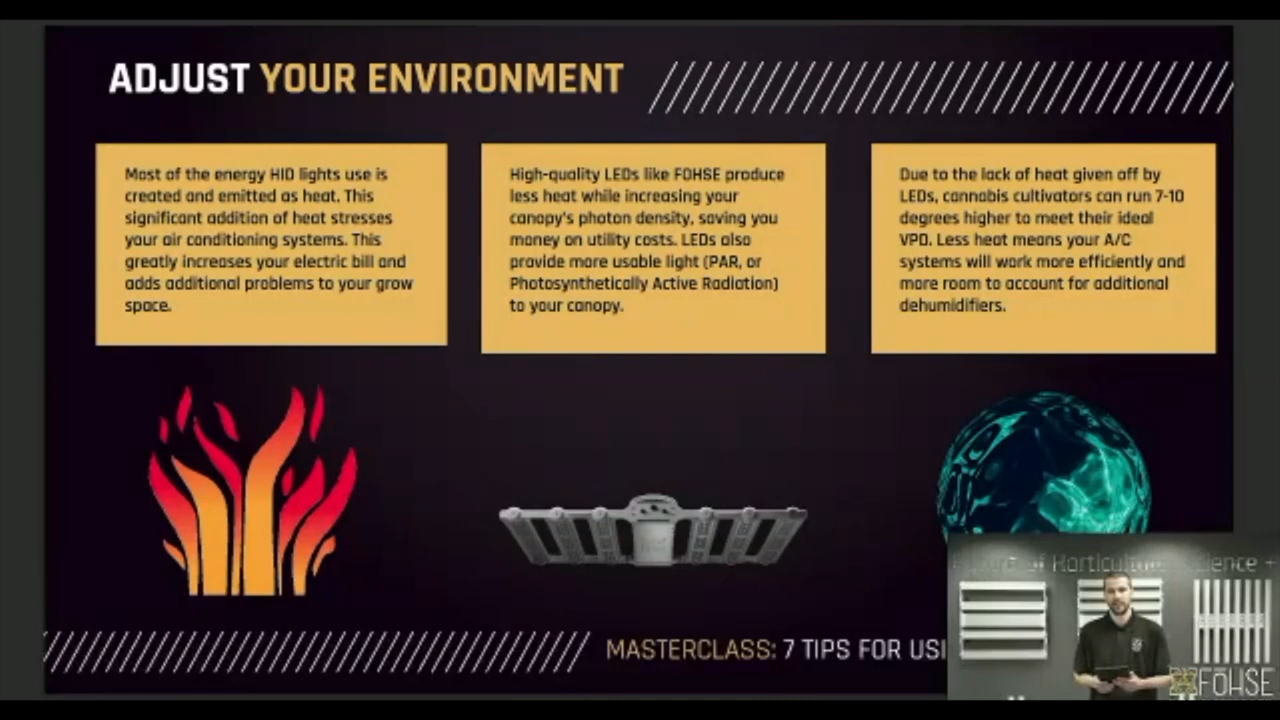 ADJUST YOUR ENVIRONMENT
Most of the energy HID lights use is
created and emitted as heat. This
significant addition of heat stresses
your air conditioning systems. This
greatly increases your electric bill and
adds additional problems to your grow
space.
High-quality LEDs like FOHSE produce
less heat while increasing your
canopy's photon density, saving you
money on utility costs. LEDs also
provide more usable light (PAR, or
Photosynthetically Active Radiation)
to your canopy.
Due to the lack of heat given off by
LEDs, cannabis cultivators can run 7-10
degrees higher to meet their ideal
VPD. Less heat means your A/C
systems will work more efficiently and
more room to account for additional
dehumidifiers.
MASTERCLASS: 7 TIPS FOR USI
of Horticultu
cience +
FOHSE